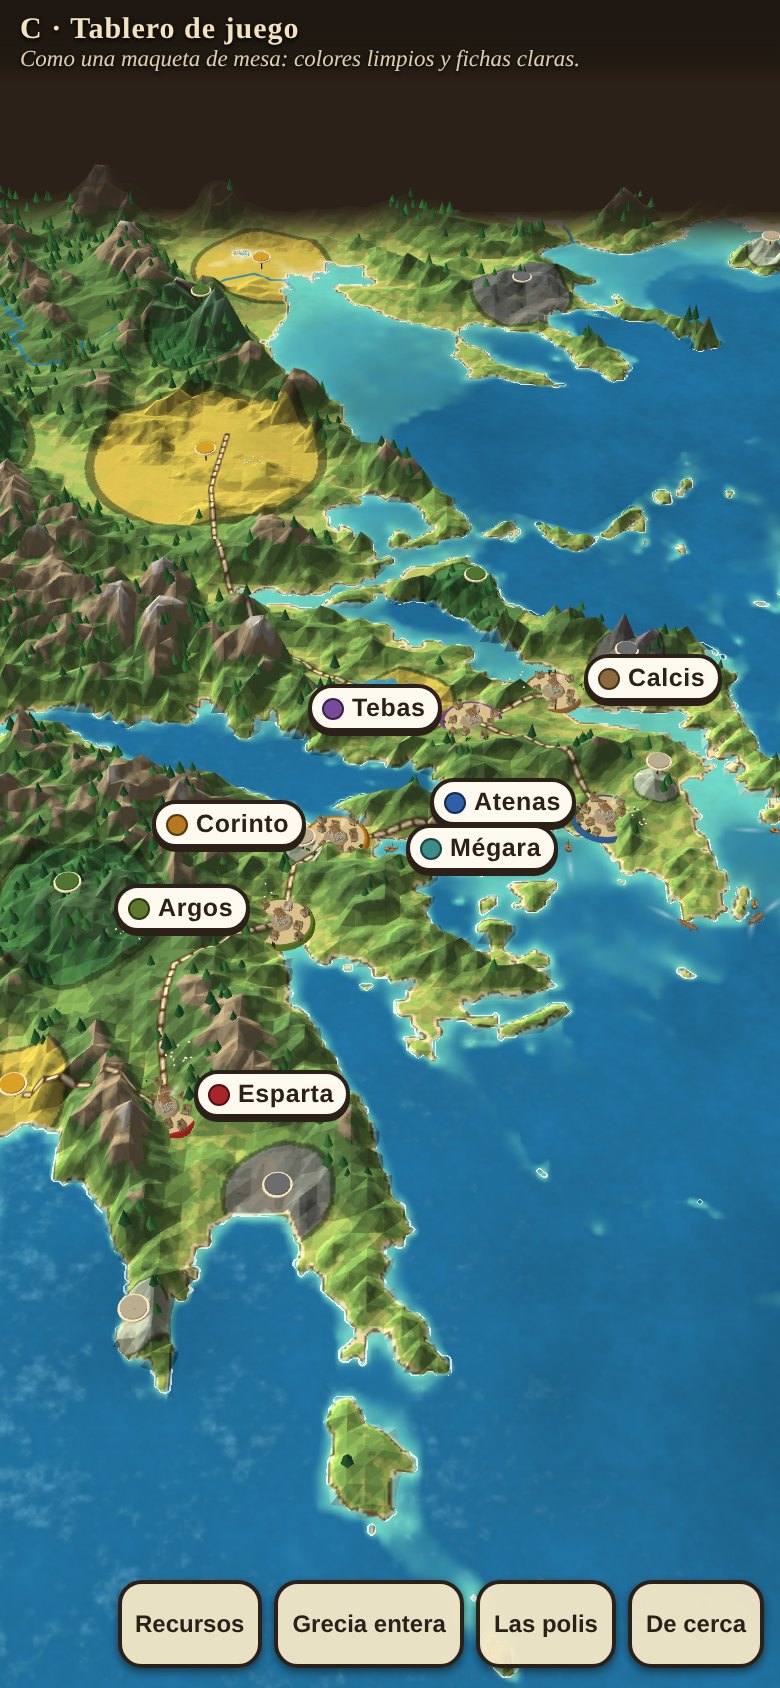 C · Tablero de juego
Como una maqueta de mesa: colores limpios y fichas claras.
Calcis
Tebas
Atenas
Corinto
Mégara
Argos
Esparta
Recursos
Grecia entera
Las polis
De cerca